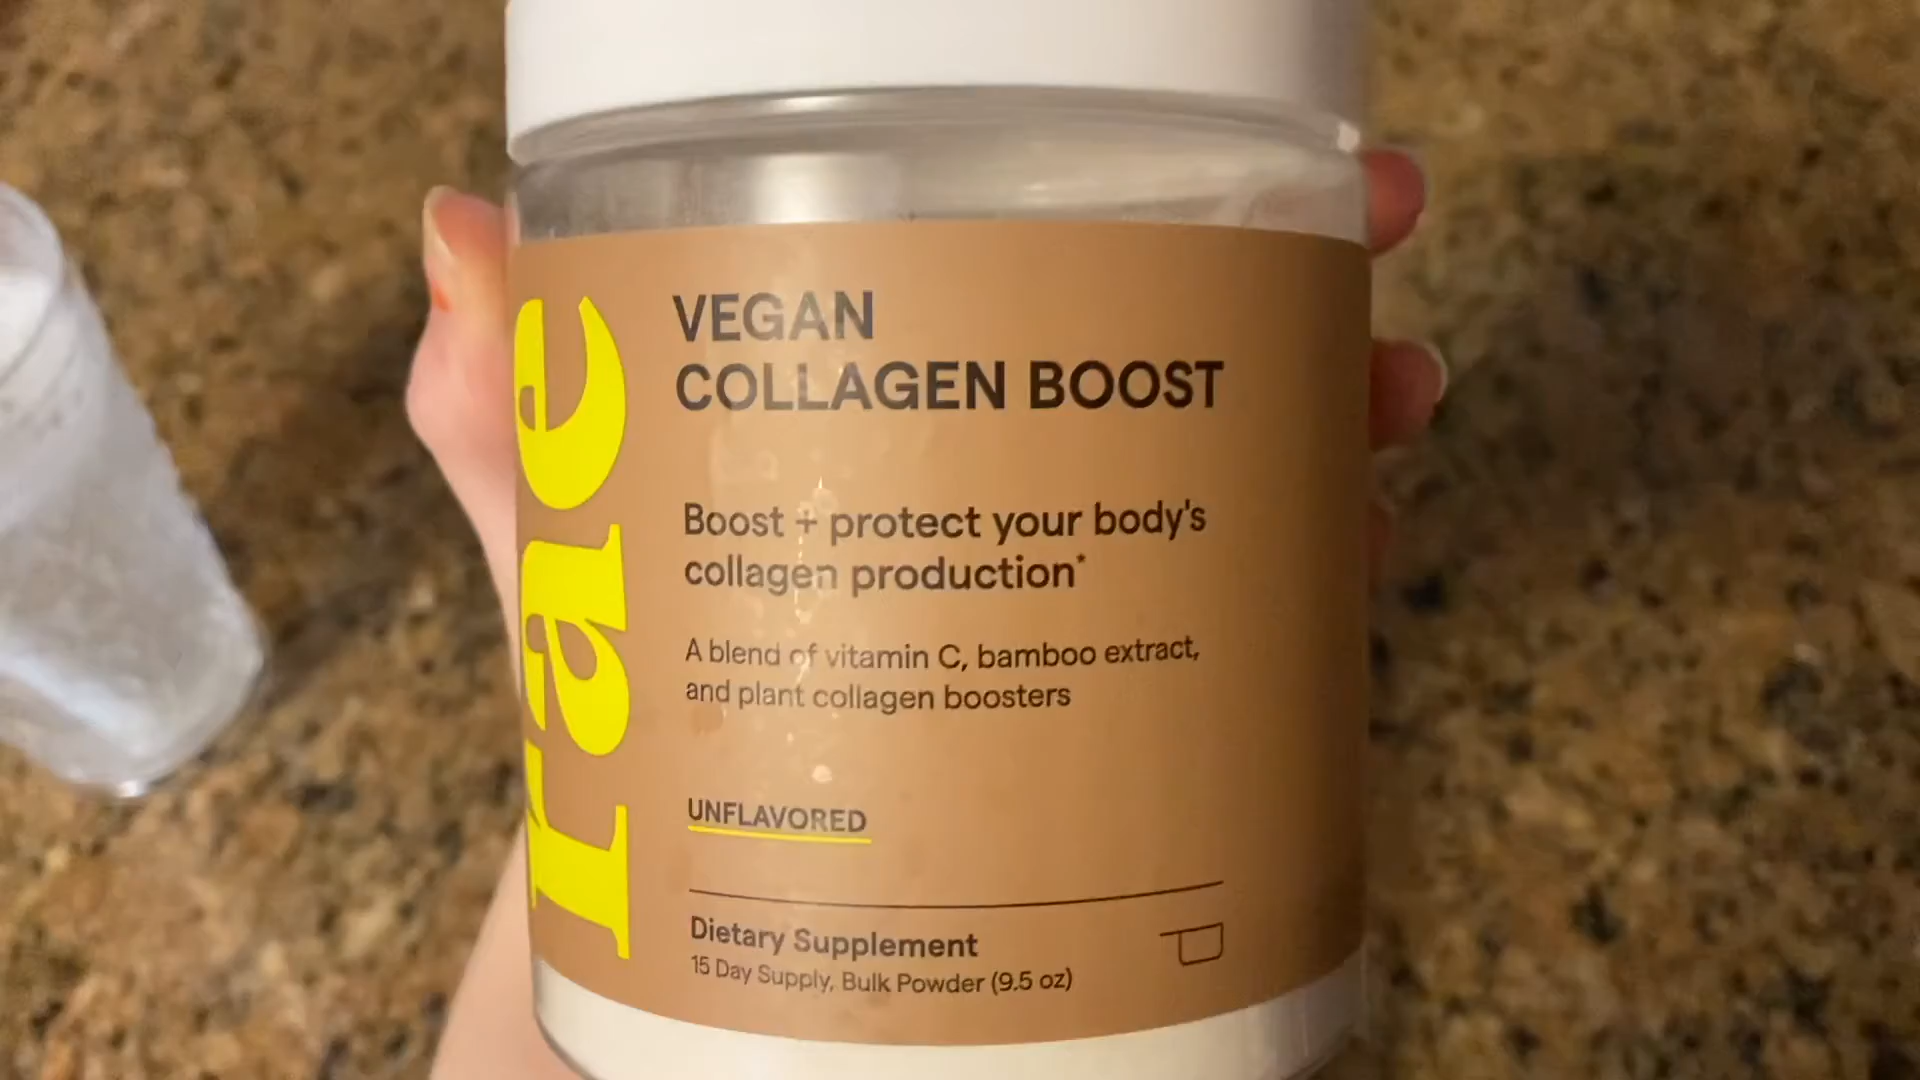 rae
VEGAN
COLLAGEN BOOST
Boost + protect your body's
collagen production*
A blend of vitamin C, bamboo extract,
and plant collagen boosters
UNFLAVORED
Dietary Supplement
15 Day Supply, Bulk Powder (9.5 oz)